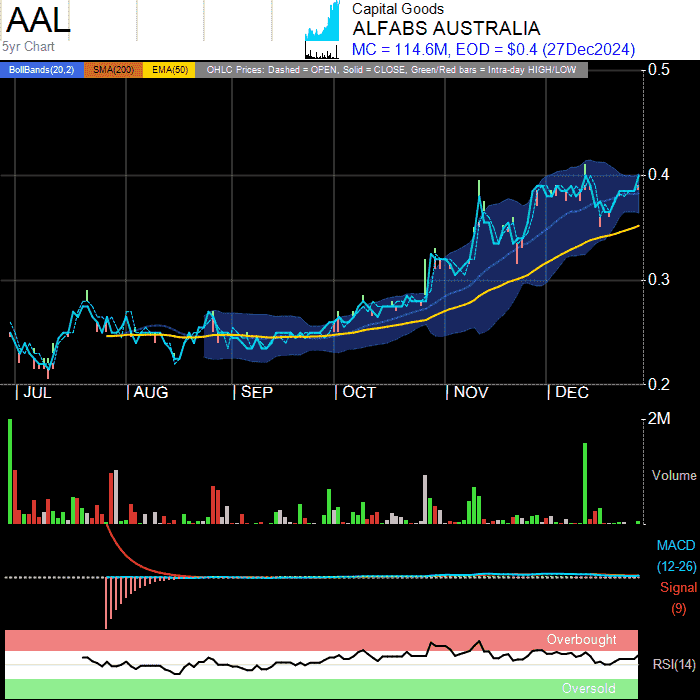 AAL
5yr Chart
Capital Goods
ALFABS AUSTRALIA
MC = 114.6M, EOD = $0.4 (27Dec2024)
BollBands(20,2) SMA(200) EMA(50) OHLC Prices: Dashed = OPEN, Solid = CLOSE, Green/Red bars = Intra-day HIGH/LOW
0.5
0.4
0.3
0.2
JUL AUG SEP OCT NOV DEC
2M
Volume
MACD
(12-26)
Signal
(9)
Overbought
RSI(14)
Oversold